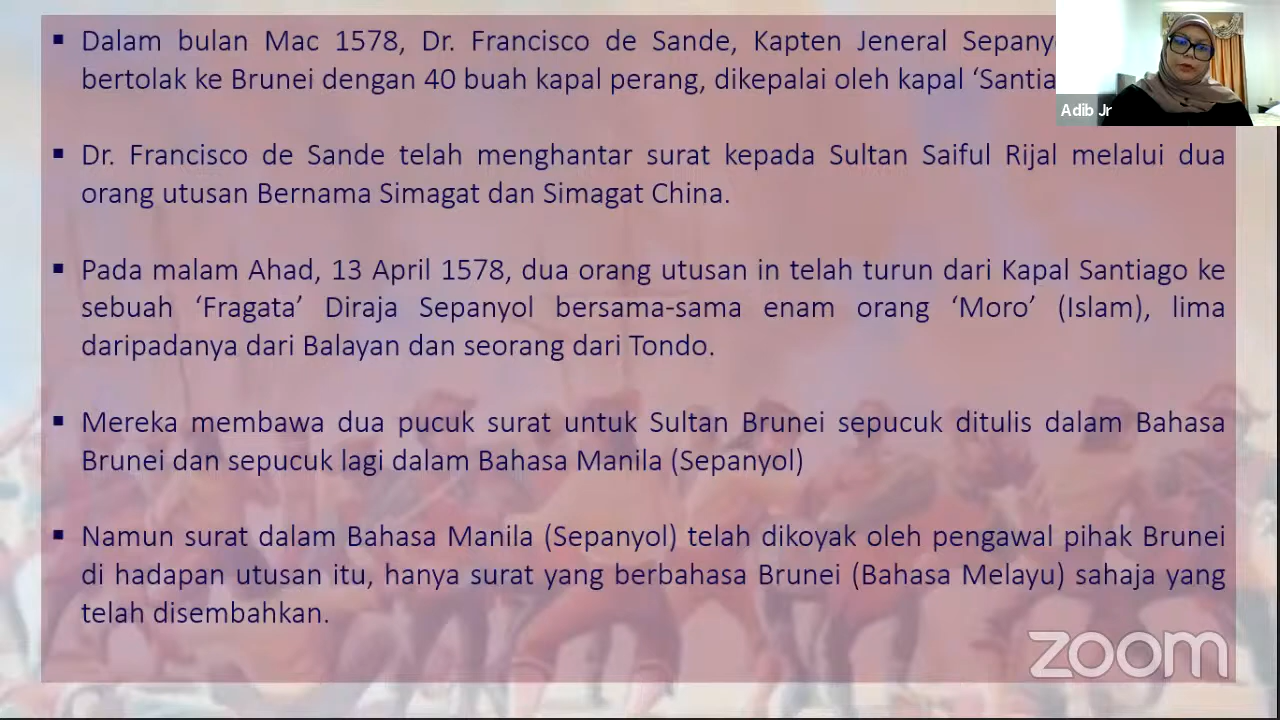 Dalam bulan Mac 1578, Dr. Francisco de Sande, Kapten Jeneral
bertolak ke Brunei dengan 40 buah kapal perang, dikepalai oleh kapal
Adib Jr
Dr. Francisco de Sande telah menghantar surat kepada Sultan Saiful Rijal melalui dua
orang utusan Bernama Simagat dan Simagat China.
Pada malam Ahad, 13 April 1578, dua orang utusan in telah turun dari Kapal Santiago ke
sebuah ‘Fragata’ Diraja Sepanyol bersama-sama enam orang ‘Moro’ (Islam), lima
daripadanya dari Balayan dan seorang dari Tondo.
Mereka membawa dua pucuk surat untuk Sultan Brunei sepucuk ditulis dalam Bahasa
Brunei dan sepucuk lagi dalam Bahasa Manila (Sepanyol)
Namun surat dalam Bahasa Manila (Sepanyol) telah dikoyak oleh pengawal pihak Brunei
di hadapan utusan itu, hanya surat yang berbahasa Brunei (Bahasa Melayu) sahaja yang
telah disembahkan.
zoom